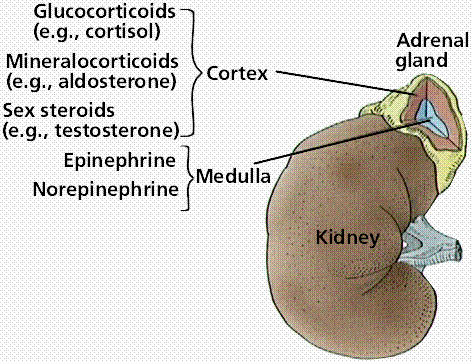 Glucocorticoids
(e.g., cortisol)
Mineralocorticoids
(e.g., aldosterone)
Sex steroids
(e.g., testosterone)
Cortex
Epinephrine
Norepinephrine
Medulla
Adrenal
gland
Kidney